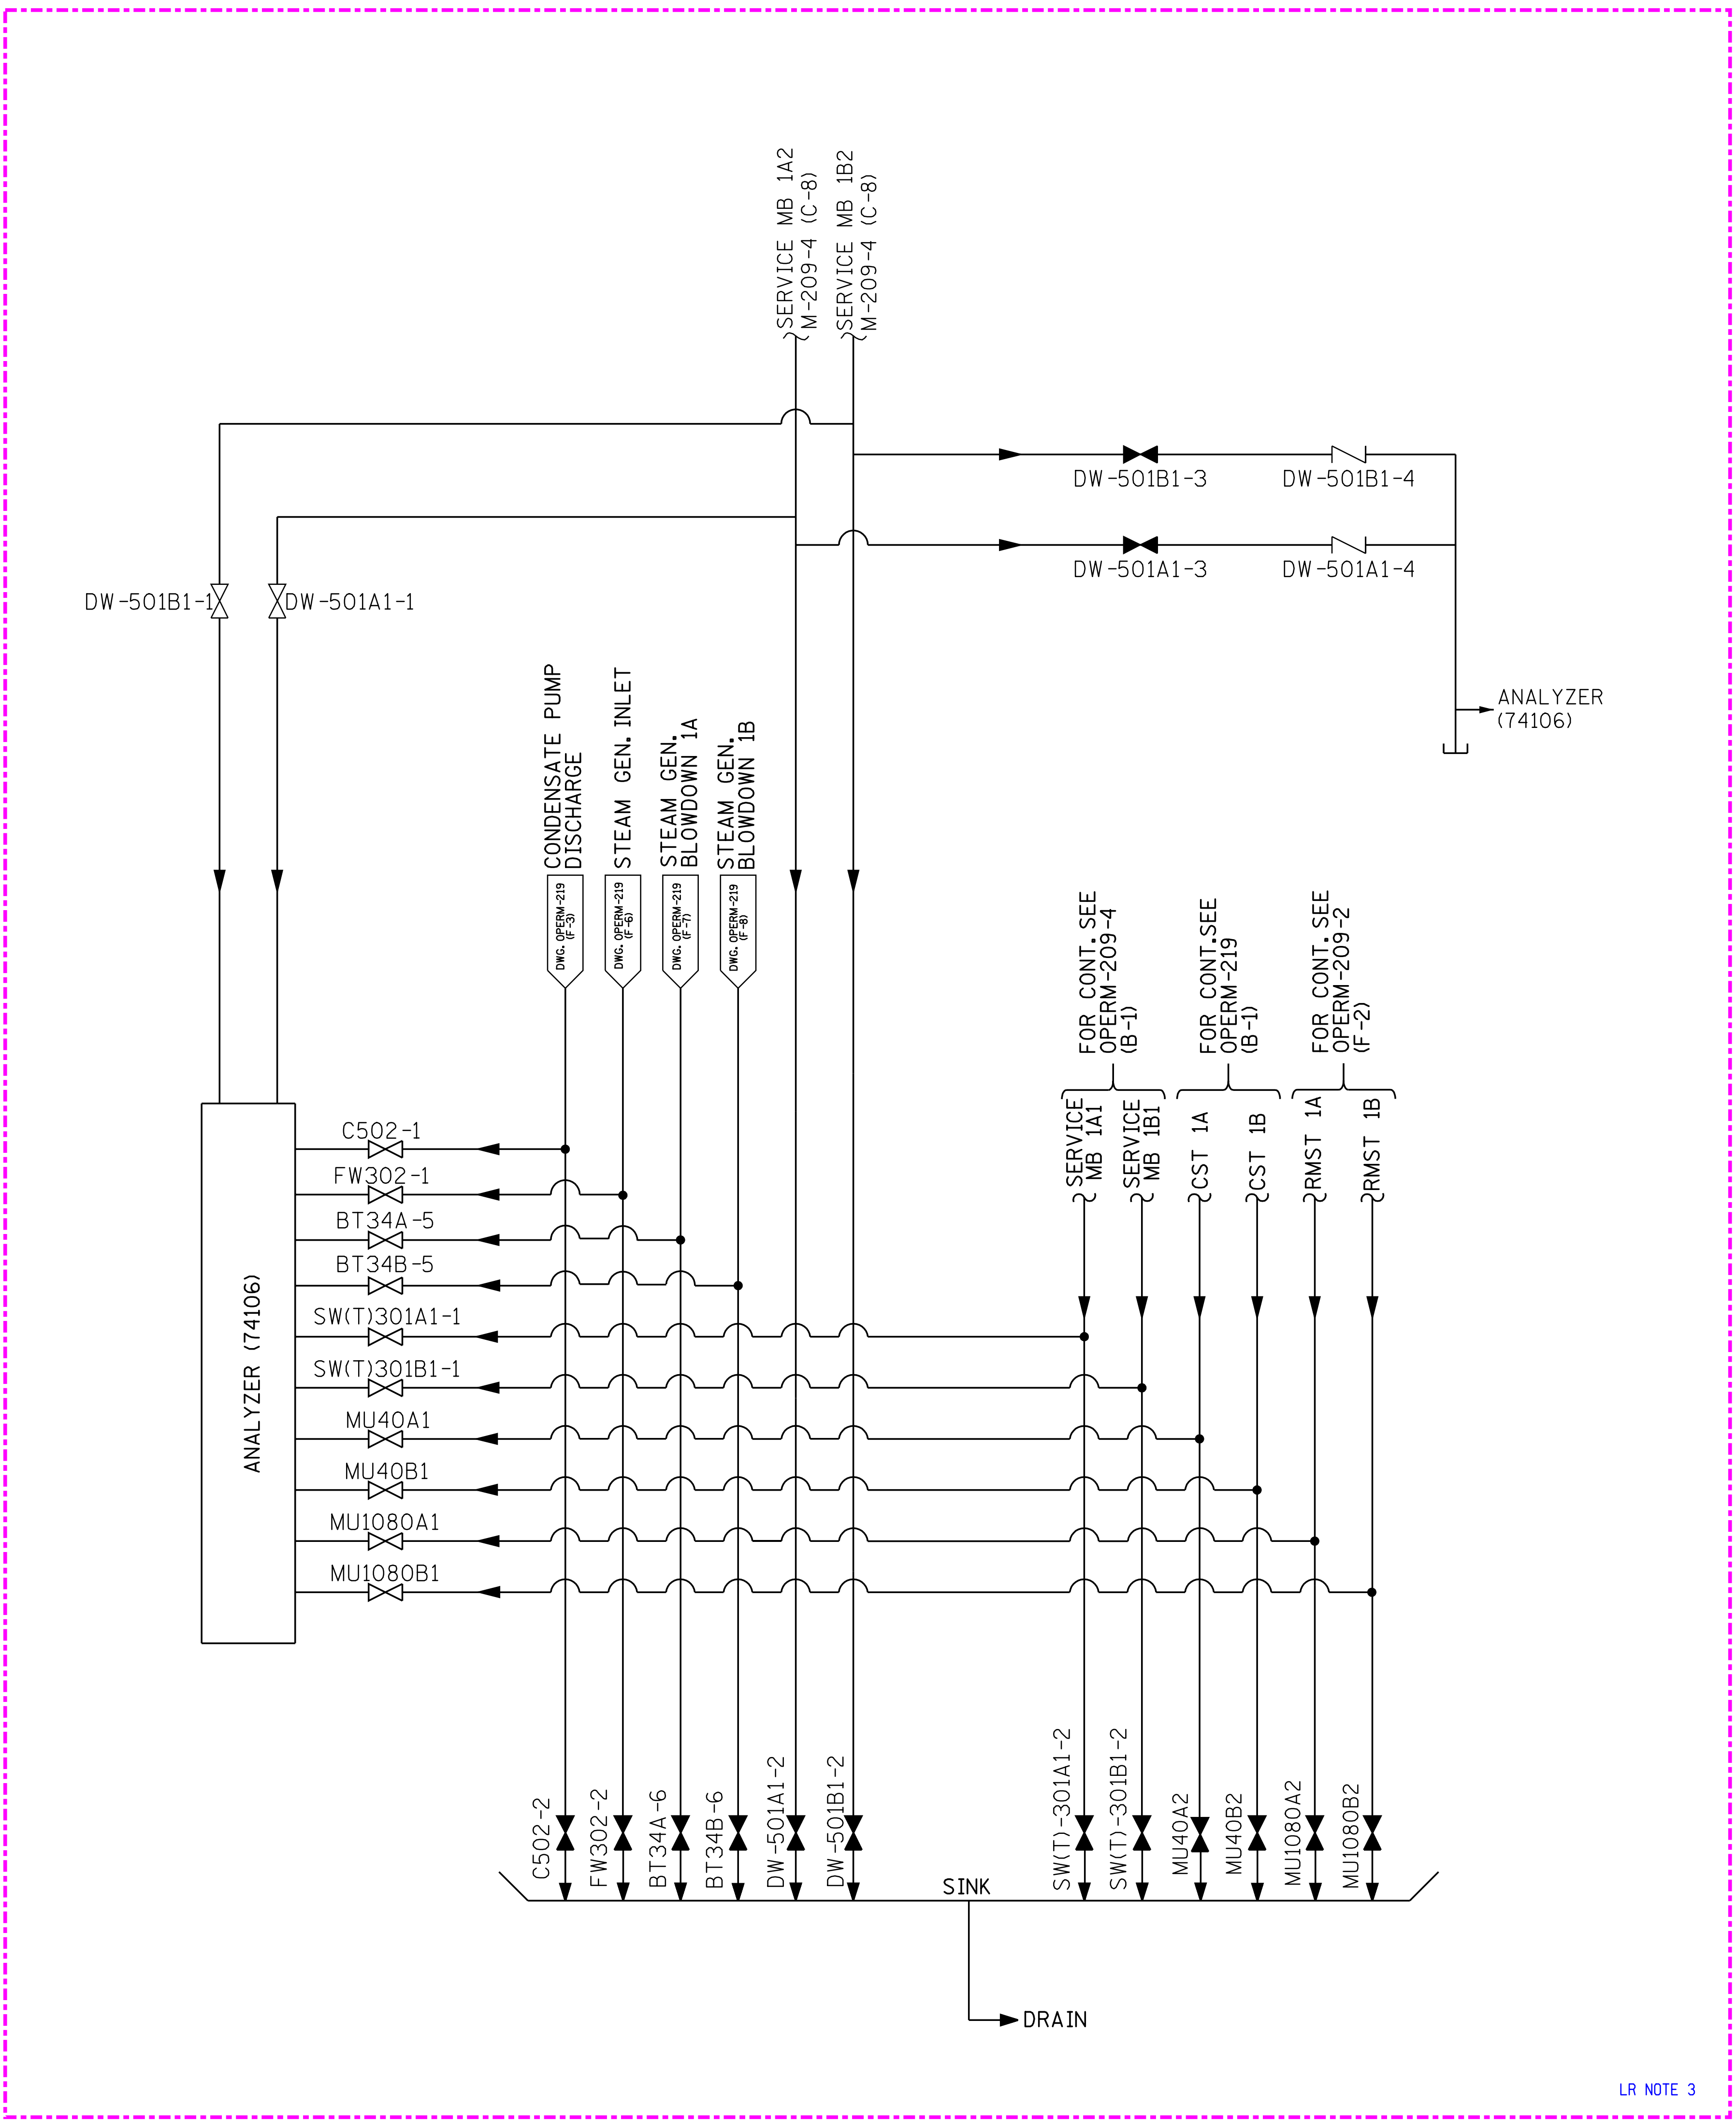 SERVICE MB 1A2
M-209-4 (C-8)
SERVICE MB 1B2
M-209-4 (C-8)
DW-501B1-3
DW-501B1-4
DW-501A1-3
DW-501A1-4
DW-501B1-1
DW-501A1-1
ANALYZER
(74106)
CONDENSATE PUMP
DISCHARGE
STEAM GEN. INLET
STEAM GEN.
BLOWDOWN 1A
STEAM GEN.
BLOWDOWN 1B
DWG. OPERM-219
(F-3)
DWG. OPERM-219
(F-6)
DWG. OPERM-219
(F-7)
DWG. OPERM-219
(F-8)
FOR CONT. SEE
OPERM-209-4
(B-1)
FOR CONT.SEE
OPERM-219
(B-1)
FOR CONT. SEE
OPERM-209-2
(F-2)
SERVICE
MB 1A1
SERVICE
MB 1B1
CST 1A
CST 1B
RMST 1A
RMST 1B
ANALYZER (74106)
C502-1
FW302-1
BT34A-5
BT34B-5
SW(T)301A1-1
SW(T)301B1-1
MU40A1
MU40B1
MU1080A1
MU1080B1
C502-2
FW302-2
BT34A-6
BT34B-6
DW-501A1-2
DW-501B1-2
SW(T)-301A1-2
SW(T)-301B1-2
MU40A2
MU40B2
MU1080A2
MU1080B2
SINK
DRAIN
LR NOTE 3